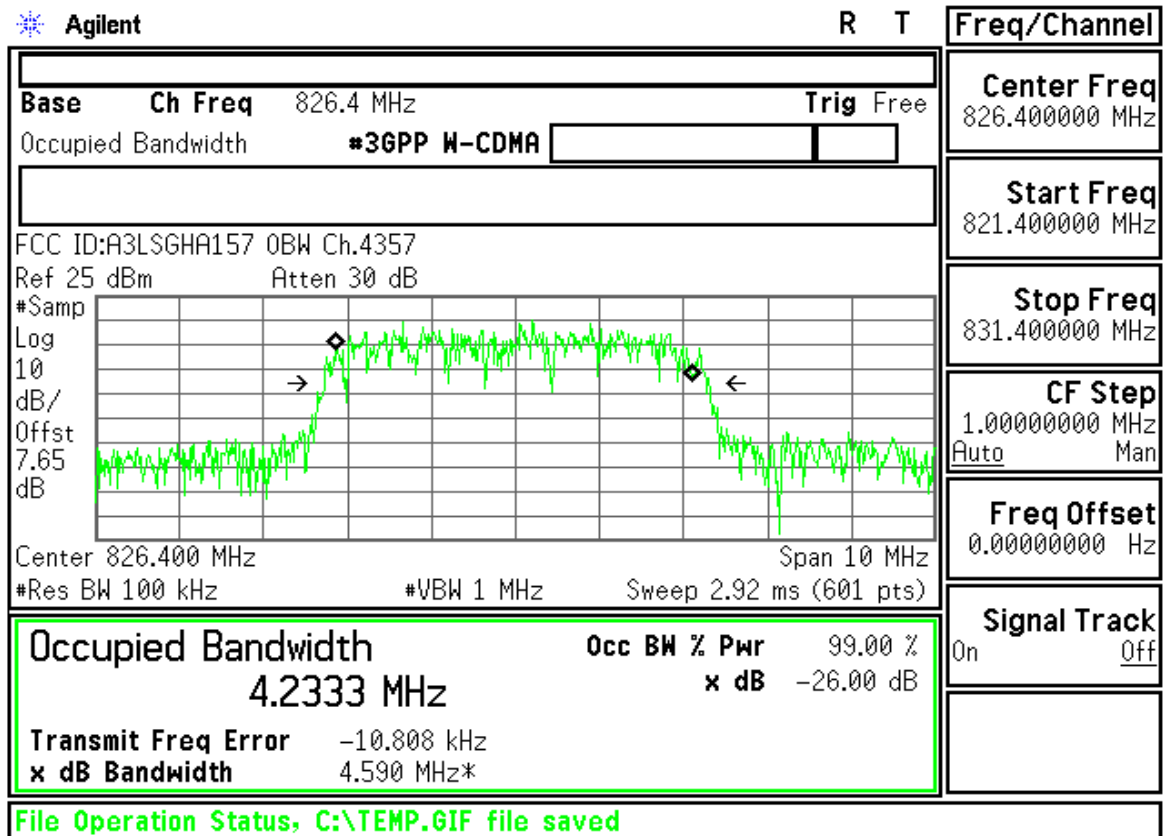 Agilent R T Freq/Channel
Base Ch Freq 826.4 MHz Trig Free
Occupied Bandwidth #3GPP W-CDMA
FCC ID:A3LSGHA157 OBW Ch.4357
Ref 25 dBm Atten 30 dB
#Samp
Log
10
dB/
Offst
7.65
dB
Center 826.400 MHz Span 10 MHz
#Res BW 100 kHz #VBW 1 MHz Sweep 2.92 ms (601 pts)
Occupied Bandwidth Occ BW % Pwr 99.00 %
4.2333 MHz x dB -26.00 dB
Transmit Freq Error -10.808 kHz
x dB Bandwidth 4.590 MHz*
File Operation Status, C:\TEMP.GIF file saved
Center Freq
826.400000 MHz
Start Freq
821.400000 MHz
Stop Freq
831.400000 MHz
CF Step
1.00000000 MHz
Auto Man
Freq Offset
0.00000000 Hz
Signal Track
On Off